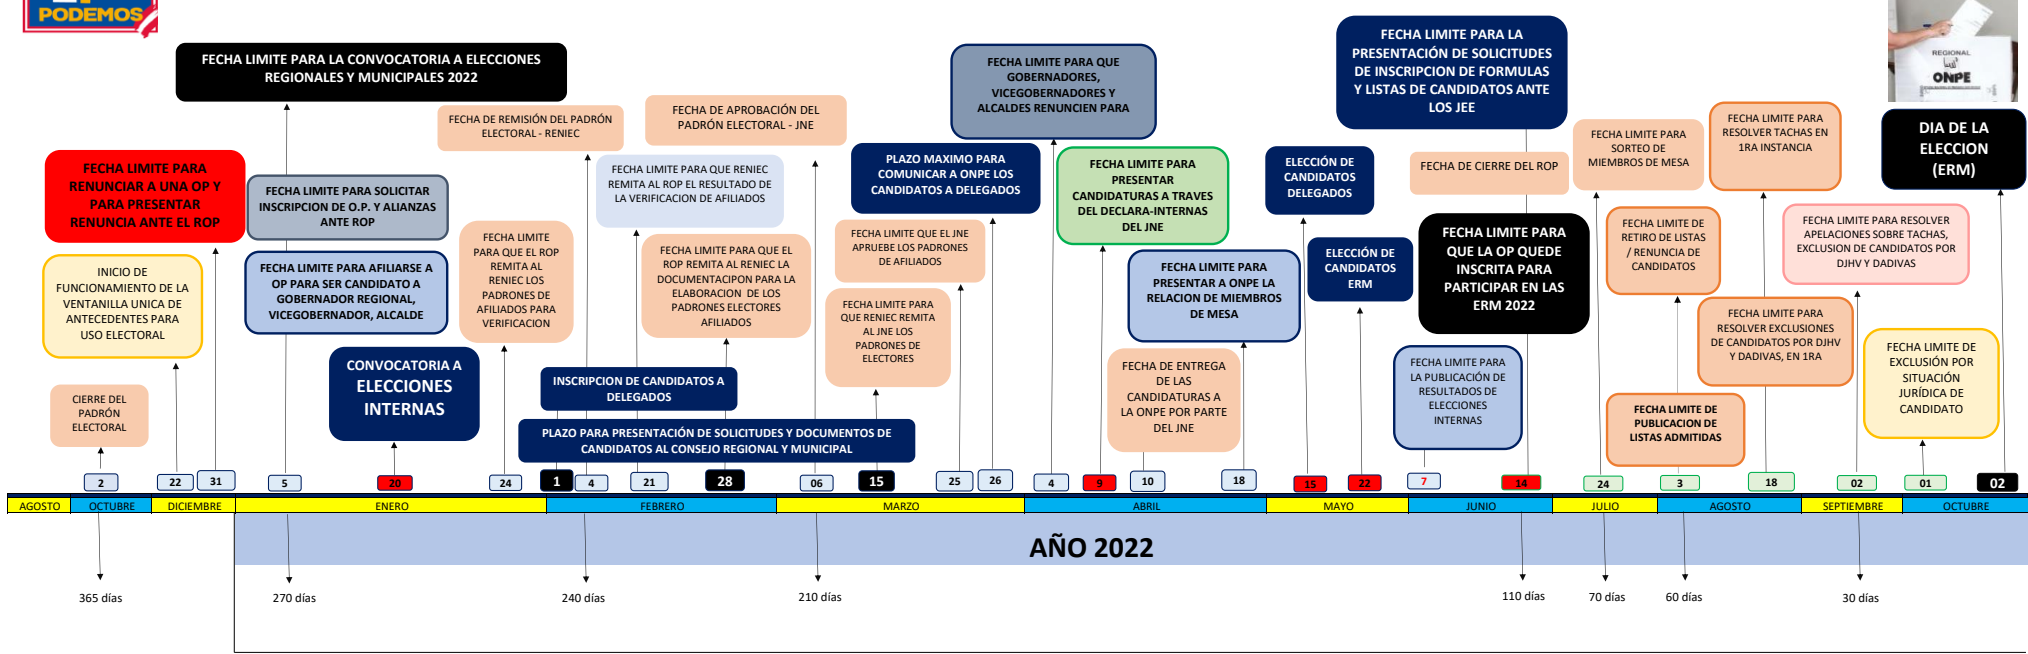 PODEMOS
FECHA LIMITE PARA LA CONVOCATORIA A ELECCIONES
REGIONALES Y MUNICIPALES 2022
FECHA LIMITE PARA
RENUNCIAR A UNA OP Y
PARA PRESENTAR
RENUNCIA ANTE EL ROP
INICIO DE
FUNCIONAMIENTO DE LA
VENTANILLA UNICA DE
ANTECEDENTES PARA
USO ELECTORAL
CIERRE DEL
PADRÓN
ELECTORAL
FECHA LIMITE PARA SOLICITAR
INSCRIPCION DE O.P. Y ALIANZAS
ANTE ROP
FECHA LIMITE PARA AFILIARSE A
OP PARA SER CANDIDATO A
GOBERNADOR REGIONAL,
VICEGOBERNADOR, ALCALDE
CONVOCATORIA A
ELECCIONES
INTERNAS
FECHA DE REMISIÓN DEL PADRÓN
ELECTORAL - RENIEC
FECHA LIMITE
PARA QUE EL ROP
REMITA AL
RENIEC LOS
PADRONES DE
AFILIADOS PARA
VERIFICACION
FECHA DE APROBACIÓN DEL
PADRÓN ELECTORAL - JNE
FECHA LIMITE PARA QUE RENIEC
REMITA AL ROP EL RESULTADO DE
LA VERIFICACION DE AFILIADOS
FECHA LIMITE PARA QUE EL
ROP REMITA AL RENIEC LA
DOCUMENTACIPON PARA LA
ELABORACION DE LOS
PADRONES ELECTORES
AFILIADOS
INSCRIPCION DE CANDIDATOS A
DELEGADOS
PLAZO PARA PRESENTACIÓN DE SOLICITUDES Y DOCUMENTOS DE
CANDIDATOS AL CONSEJO REGIONAL Y MUNICIPAL
PLAZO MAXIMO PARA
COMUNICAR A ONPE LOS
CANDIDATOS A DELEGADOS
FECHA LIMITE QUE EL JNE
APRUEBE LOS PADRONES
DE AFILIADOS
FECHA LIMITE PARA
QUE RENIEC REMITA
AL JNE LOS
PADRONES DE
ELECTORES
FECHA LIMITE PARA QUE
GOBERNADORES,
VICEGOBERNADORES Y
ALCALDES RENUNCIEN PARA
FECHA LIMITE PARA
PRESENTAR
CANDIDATURAS A TRAVES
DEL DECLARA-INTERNAS
DEL JNE
FECHA LIMITE PARA
PRESENTAR A ONPE LA
RELACION DE MIEMBROS
DE MESA
FECHA DE ENTREGA
DE LAS
CANDIDATURAS A
LA ONPE POR PARTE
DEL JNE
ELECCIÓN DE
CANDIDATOS
DELEGADOS
ELECCIÓN DE
CANDIDATOS
ERM
FECHA LIMITE PARA LA
PRESENTACIÓN DE SOLICITUDES
DE INSCRIPCION DE FORMULAS
Y LISTAS DE CANDIDATOS ANTE
LOS JEE
FECHA DE CIERRE DEL ROP
FECHA LIMITE PARA
QUE LA OP QUEDE
INSCRITA PARA
PARTICIPAR EN LAS
ERM 2022
FECHA LIMITE PARA
LA PUBLICACIÓN DE
RESULTADOS DE
ELECCIONES
INTERNAS
FECHA LIMITE PARA
SORTEO DE
MIEMBROS DE MESA
FECHA LIMITE DE
RETIRO DE LISTAS
/ RENUNCIA DE
CANDIDATOS
FECHA LIMITE DE
PUBLICACION DE
LISTAS ADMITIDAS
FECHA LIMITE PARA
RESOLVER TACHAS EN
1RA INSTANCIA
FECHA LIMITE PARA
RESOLVER EXCLUSIONES
DE CANDIDATOS POR DJHV
Y DADIVAS, EN 1RA
FECHA LIMITE PARA RESOLVER
APELACIONES SOBRE TACHAS,
EXCLUSION DE CANDIDATOS POR
DJHV Y DADIVAS
FECHA LIMITE DE
EXCLUSIÓN POR
SITUACIÓN
JURÍDICA DE
CANDIDATO
REGIONAL
ONPE
DIA DE LA
ELECCION
(ERM)
2 22 31 5 20 24 1 4 21 28 06 15 25 26 4 9 10 18 15 22 7 14 24 3 18 02 01 02
AGOSTO OCTUBRE DICIEMBRE ENERO FEBRERO MARZO ABRIL MAYO JUNIO JULIO AGOSTO SEPTIEMBRE OCTUBRE
AÑO 2022
365 días 270 días 240 días 210 días 110 días 70 días 60 días 30 días